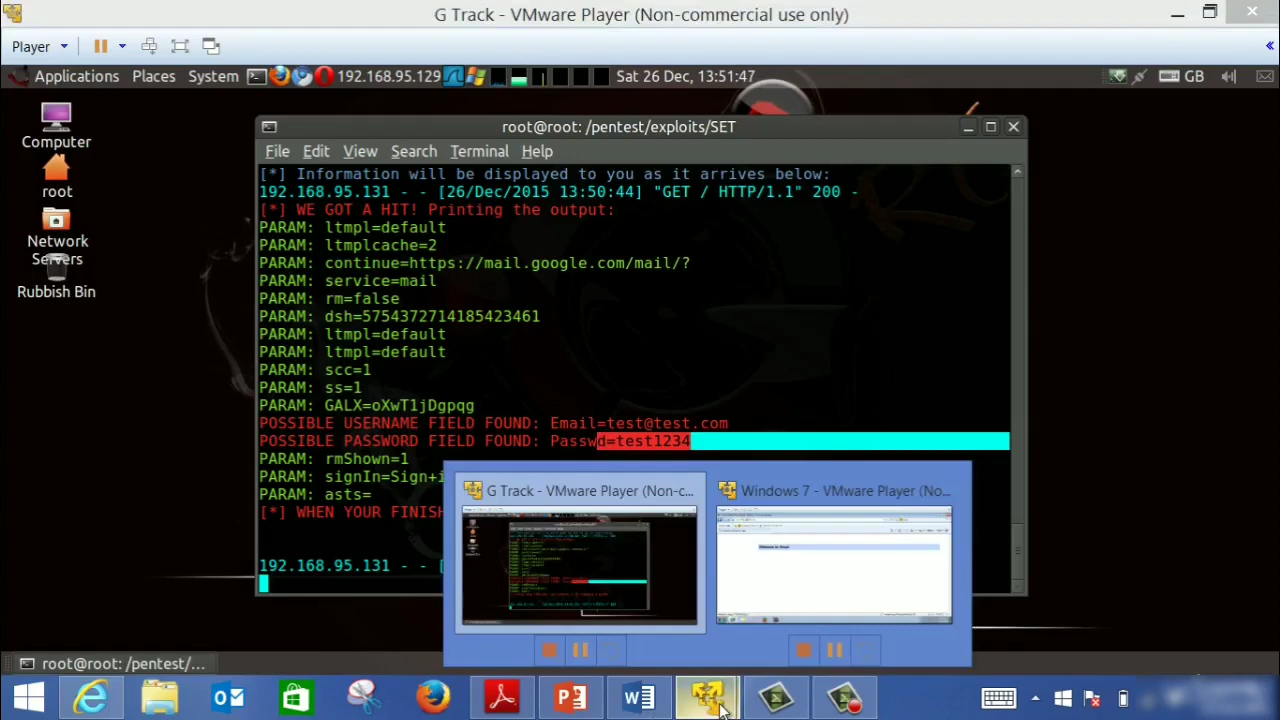 G Track - VMware Player (Non-commercial use only)
Player
Applications Places System 192.168.95.129 Sat 26 Dec, 13:51:47 GB
Computer
root
Network
Servers
Rubbish Bin
root@root: /pentest/exploits/SET
File Edit View Search Terminal Help
[*] Information will be displayed to you as it arrives below:
192.168.95.131 - - [26/Dec/2015 13:50:44] "GET / HTTP/1.1" 200 -
[*] WE GOT A HIT! Printing the output:
PARAM: ltmpl=default
PARAM: ltmplcache=2
PARAM: continue=https://mail.google.com/mail/?
PARAM: service=mail
PARAM: rm=false
PARAM: dsh=5754372714185423461
PARAM: ltmpl=default
PARAM: ltmpl=default
PARAM: scc=1
PARAM: ss=1
PARAM: GALX=oXwT1jDgpqg
POSSIBLE USERNAME FIELD FOUND: Email=test@test.com
POSSIBLE PASSWORD FIELD FOUND: Passwd=test1234
PARAM: rmShown=1
PARAM: signIn=Sign+i
PARAM: asts=
[*] WHEN YOUR FINISH
192.168.95.131 - - [
G Track - VMware Player (Non-c...
Windows 7 - VMware Player (No...
root@root: /pentest/...